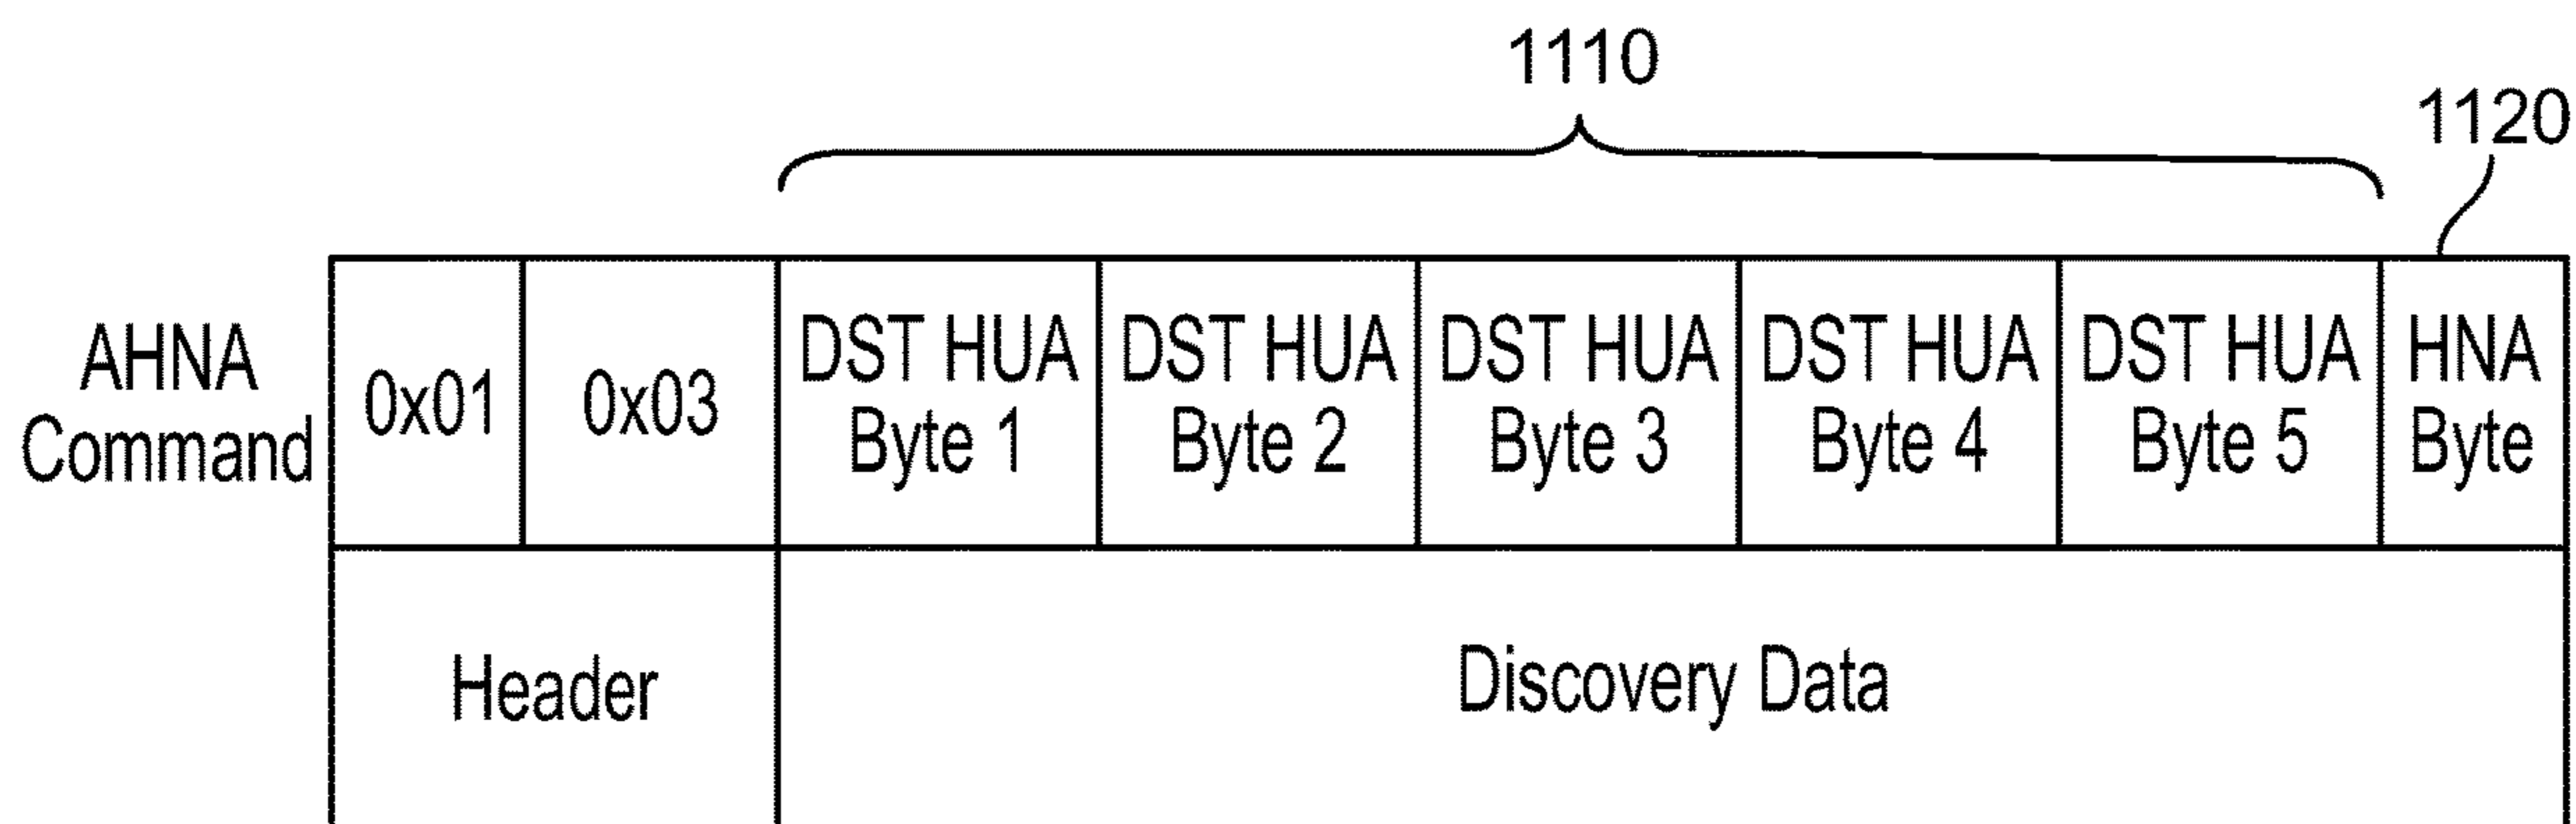 1110
1120
AHNA
Command
0x01
0x03
DST HUA
Byte 1
DST HUA
Byte 2
DST HUA
Byte 3
DST HUA
Byte 4
DST HUA
Byte 5
HNA
Byte
Header
Discovery Data